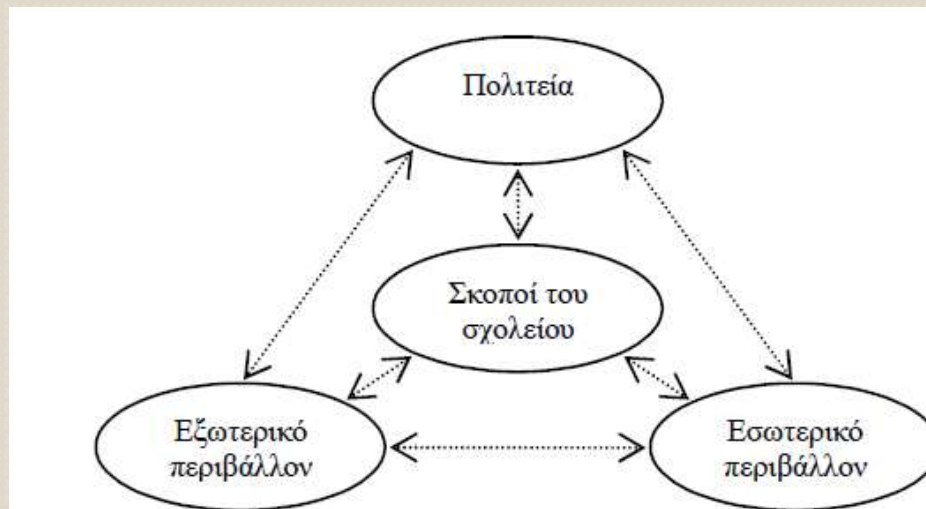 Πολιτεία
Σκοποί του
σχολείου
Εξωτερικό
περιβάλλον
Εσωτερικό
περιβάλλον